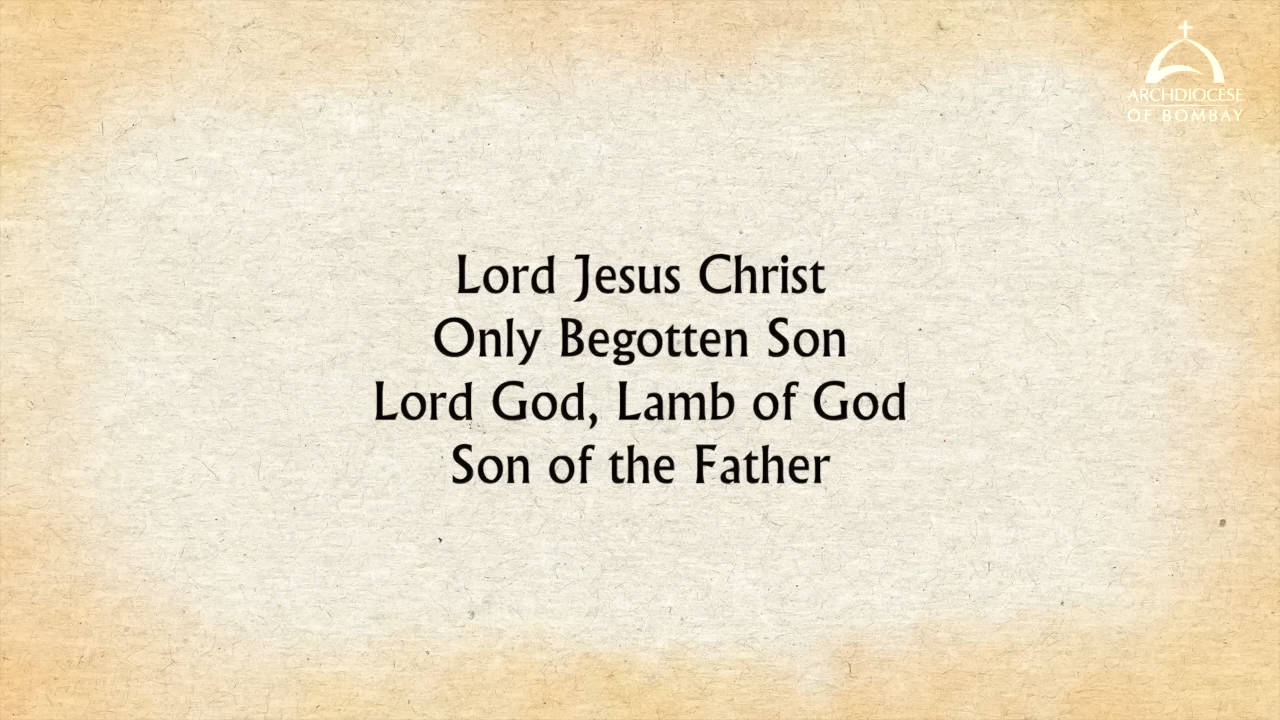 ARCHDIOCESE
OF BOMBAY
Lord Jesus Christ
Only Begotten Son
Lord God, Lamb of God
Son of the Father